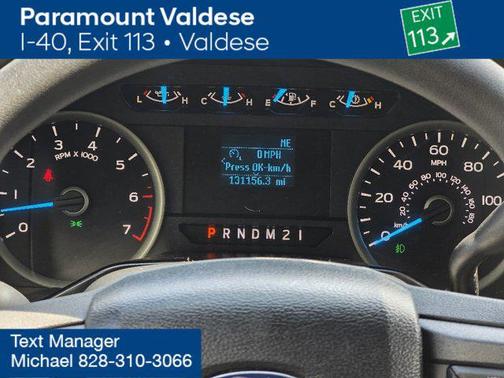 Paramount Valdese
I-40, Exit 113 • Valdese
EXIT
113
L H C H E F C H
NE
0 MPH
Press OK-km/h
131156.3 mi
0 1 2 3 4 5 6 7
RPM X 1000
0 20 40 60 80 100
MPH
km/h
P R N D M 2 1
Text Manager
Michael 828-310-3066